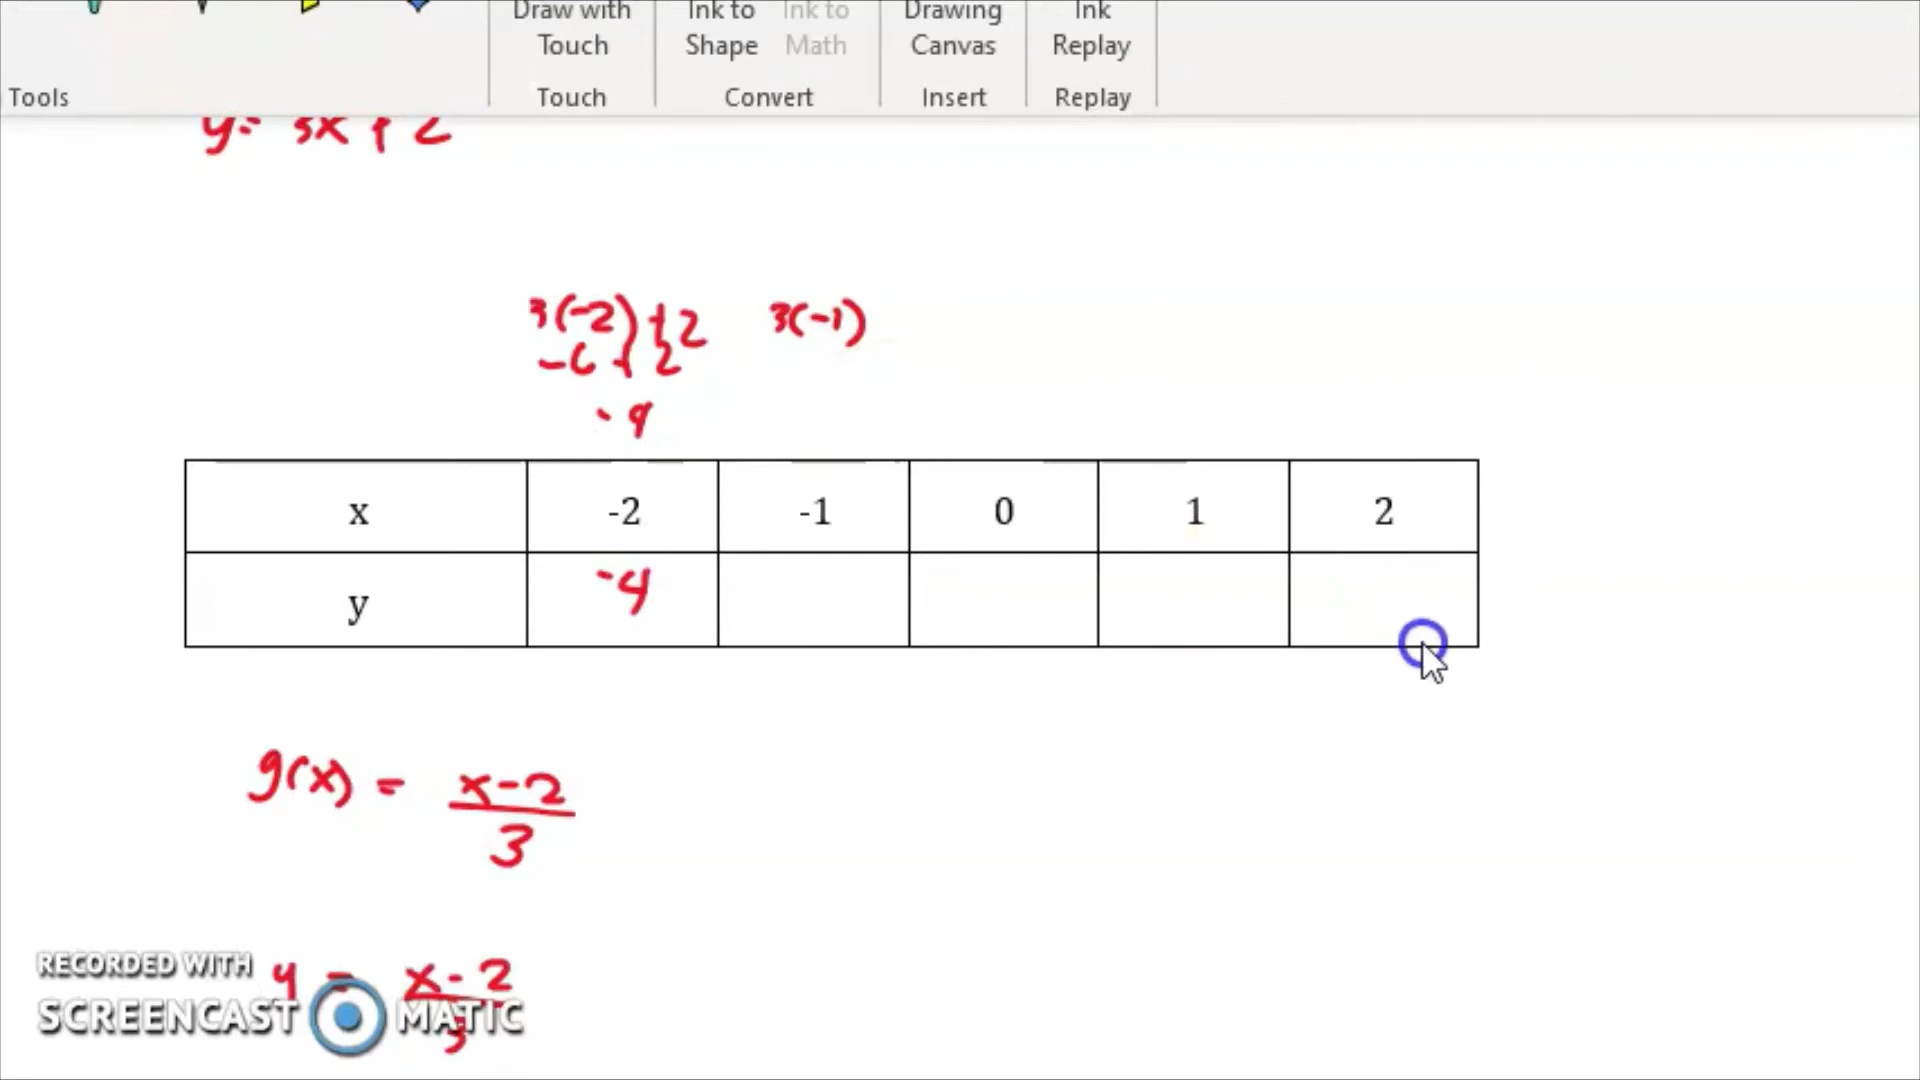 Draw with Touch
Ink to Shape
Ink to Math
Drawing Canvas
Ink Replay
Tools
Touch
Convert
Insert
Replay
y = 3x + 2
3(-2)+2 3(-1)
-6 + 2
-4
x -2 -1 0 1 2
y -4
g(x) = x-2
3
RECORDED WITH
y = x-2
3
SCREENCAST MATIC